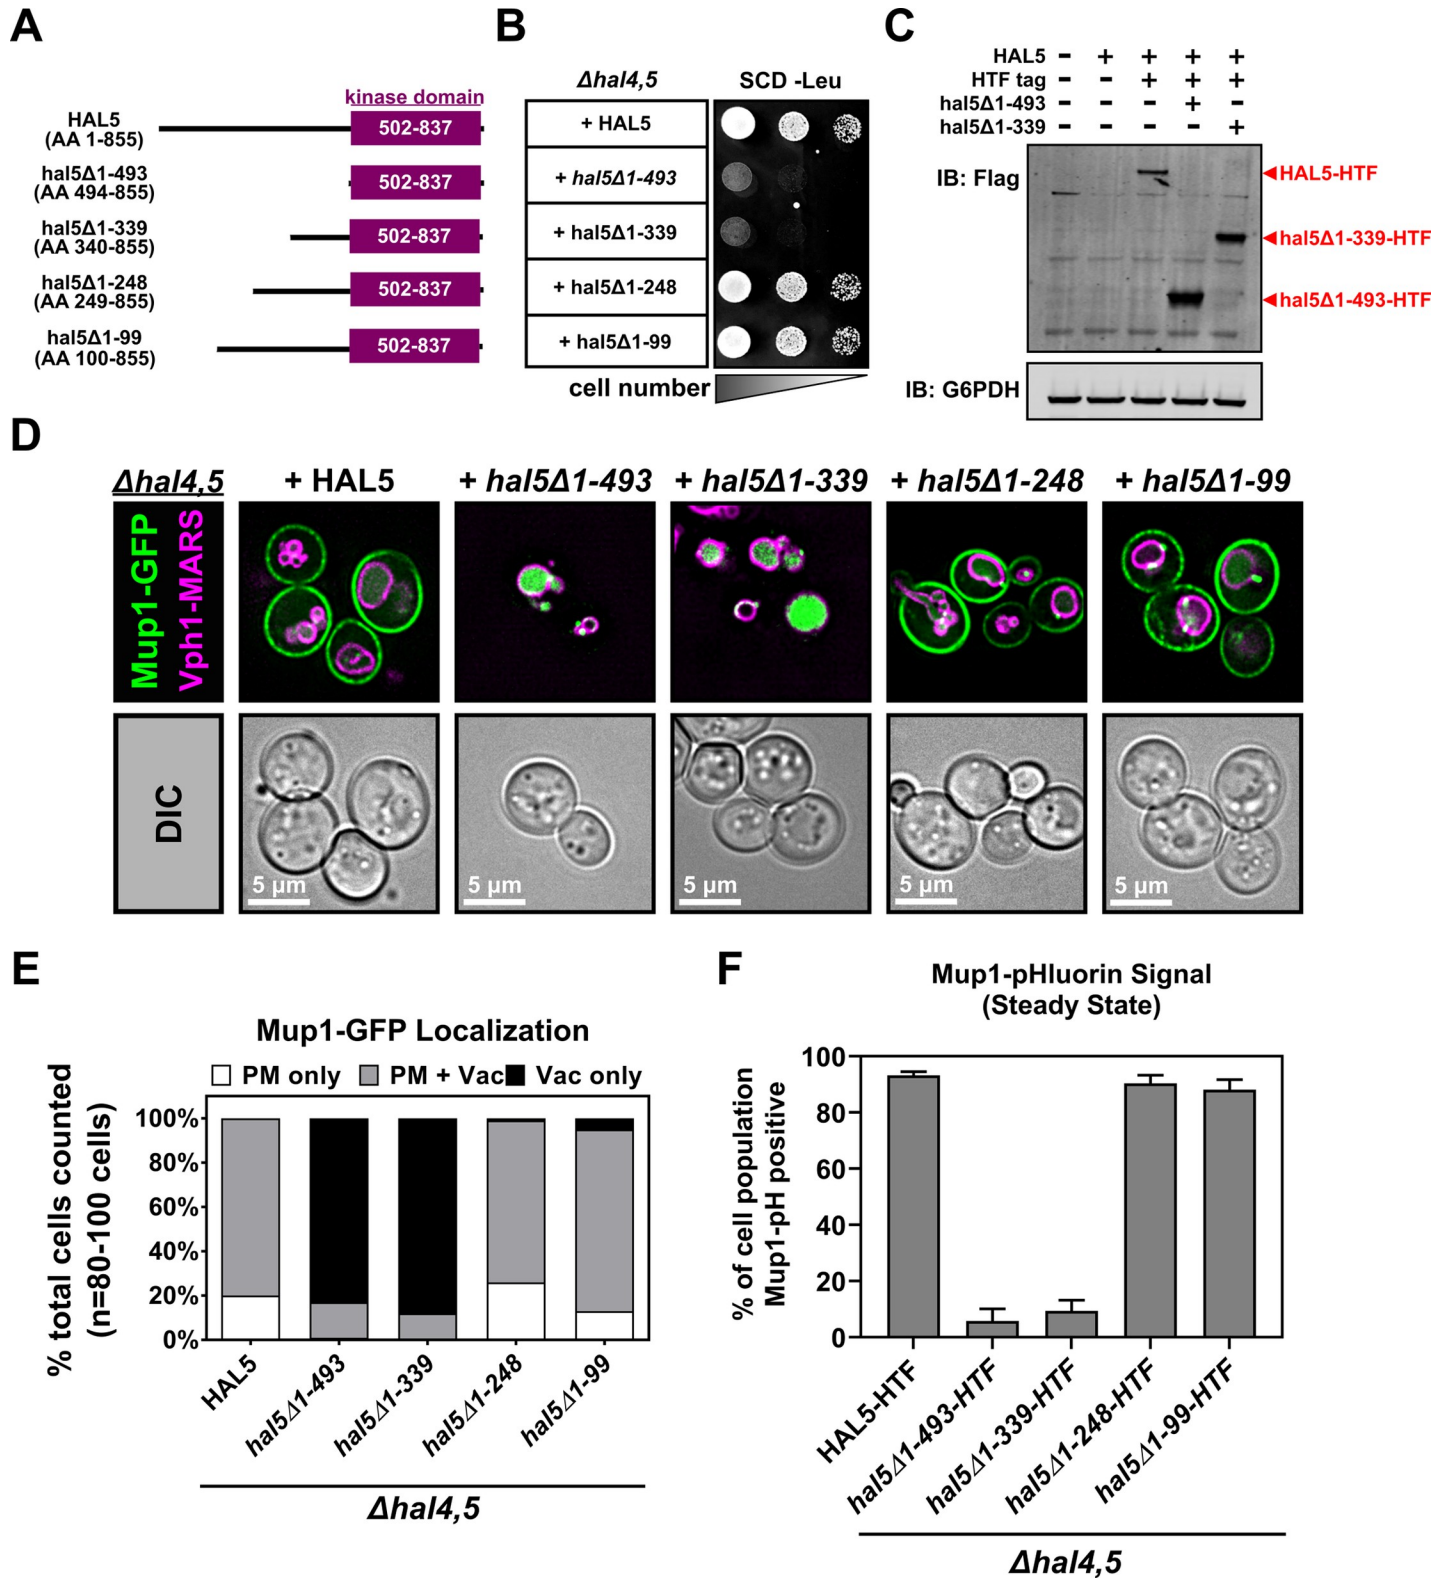 A
kinase domain
HAL5
(AA 1-855)
502-837
hal5Δ1-493
(AA 494-855)
502-837
hal5Δ1-339
(AA 340-855)
502-837
hal5Δ1-248
(AA 249-855)
502-837
hal5Δ1-99
(AA 100-855)
502-837
B
Δhal4,5
SCD -Leu
+ HAL5
+ hal5Δ1-493
+ hal5Δ1-339
+ hal5Δ1-248
+ hal5Δ1-99
cell number
C
HAL5 - + + + +
HTF tag - - + + +
hal5Δ1-493 - - - + -
hal5Δ1-339 - - - - +
IB: Flag
HAL5-HTF
hal5Δ1-339-HTF
hal5Δ1-493-HTF
IB: G6PDH
D
Δhal4,5
+ HAL5
+ hal5Δ1-493
+ hal5Δ1-339
+ hal5Δ1-248
+ hal5Δ1-99
Mup1-GFP
Vph1-MARS
DIC
5 µm
5 µm
5 µm
5 µm
5 µm
E
Mup1-GFP Localization
PM only
PM + Vac
Vac only
% total cells counted
(n=80-100 cells)
100%
80%
60%
40%
20%
0%
HAL5
hal5Δ1-493
hal5Δ1-339
hal5Δ1-248
hal5Δ1-99
Δhal4,5
F
Mup1-pHluorin Signal
(Steady State)
% of cell population
Mup1-pH positive
100
80
60
40
20
0
HAL5-HTF
hal5Δ1-493-HTF
hal5Δ1-339-HTF
hal5Δ1-248-HTF
hal5Δ1-99-HTF
Δhal4,5